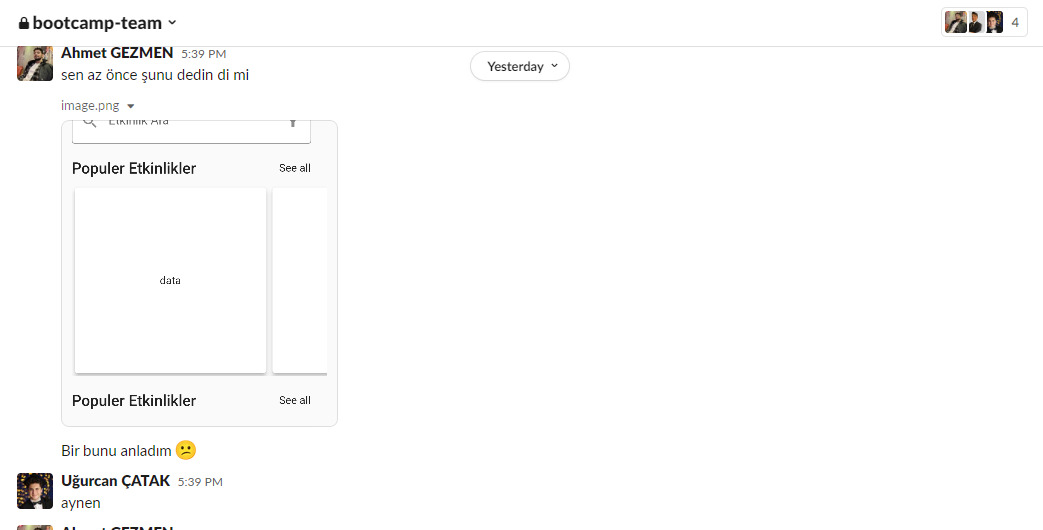 bootcamp-team
4
Ahmet GEZMEN 5:39 PM
Yesterday
sen az önce şunu dedin di mi
image.png
Etkinlik Ara
Populer Etkinlikler See all
data
Populer Etkinlikler See all
Bir bunu anladım
Uğurcan ÇATAK 5:39 PM
aynen
Ahmet GEZMEN